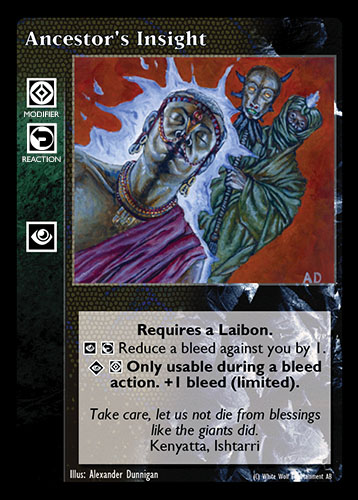 Ancestor's Insight
MODIFIER
REACTION
AD
Requires a Laibon.
Reduce a bleed against you by 1.
Only usable during a bleed
action. +1 bleed (limited).
Take care, let us not die from blessings
like the giants did.
Kenyatta, Ishtarri
Illus: Alexander Dunnigan
(C) White Wolf Entertainment AB